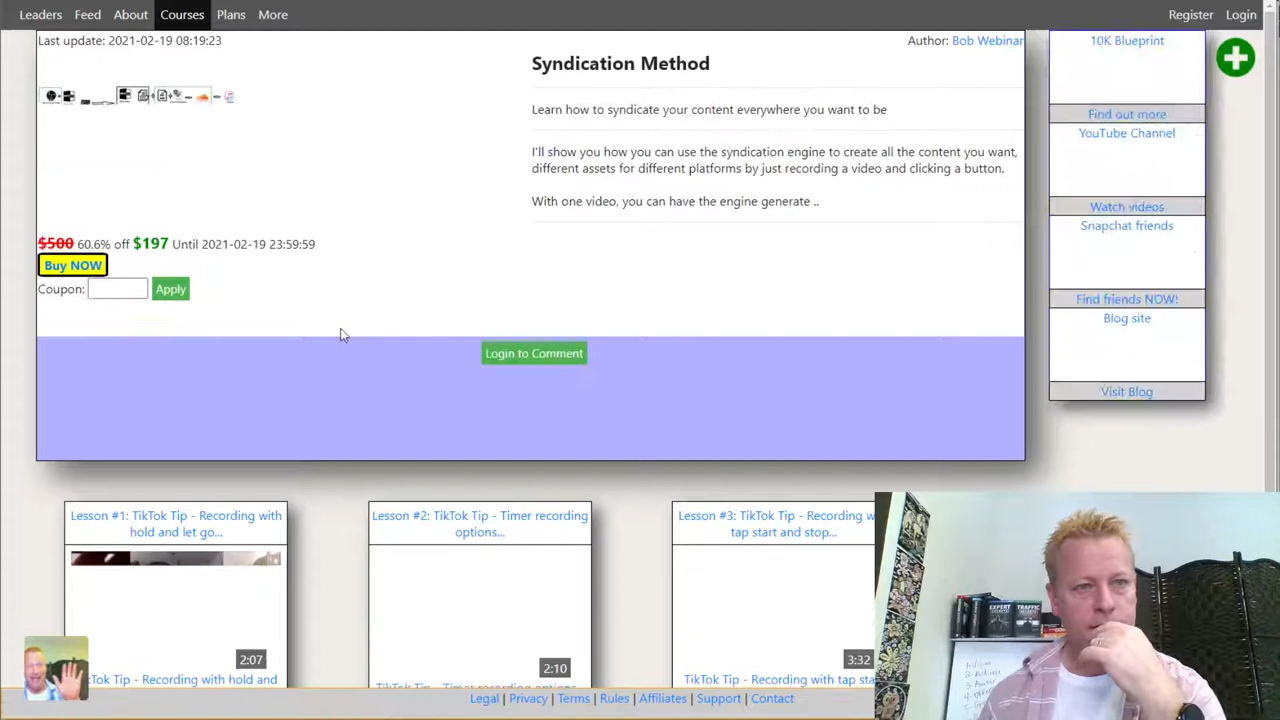 Leaders Feed About Courses Plans More Register Login
Last update: 2021-02-19 08:19:23
Author: Bob Webinar
Syndication Method
Learn how to syndicate your content everywhere you want to be
I'll show you how you can use the syndication engine to create all the content you want,
different assets for different platforms by just recording a video and clicking a button.
With one video, you can have the engine generate ..
$500 60.6% off $197 Until 2021-02-19 23:59:59
Buy NOW
Coupon: Apply
Login to Comment
10K Blueprint
Find out more
YouTube Channel
Watch videos
Snapchat friends
Find friends NOW!
Blog site
Visit Blog
Lesson #1: TikTok Tip - Recording with
hold and let go...
2:07
kTok Tip - Recording with hold and
Lesson #2: TikTok Tip - Timer recording
options...
2:10
TikTok Tip - Timer recording options
Lesson #3: TikTok Tip - Recording w
tap start and stop...
3:32
TikTok Tip - Recording with tap sta
EXPERT
TRAFFIC
Legal | Privacy | Terms | Rules | Affiliates | Support | Contact